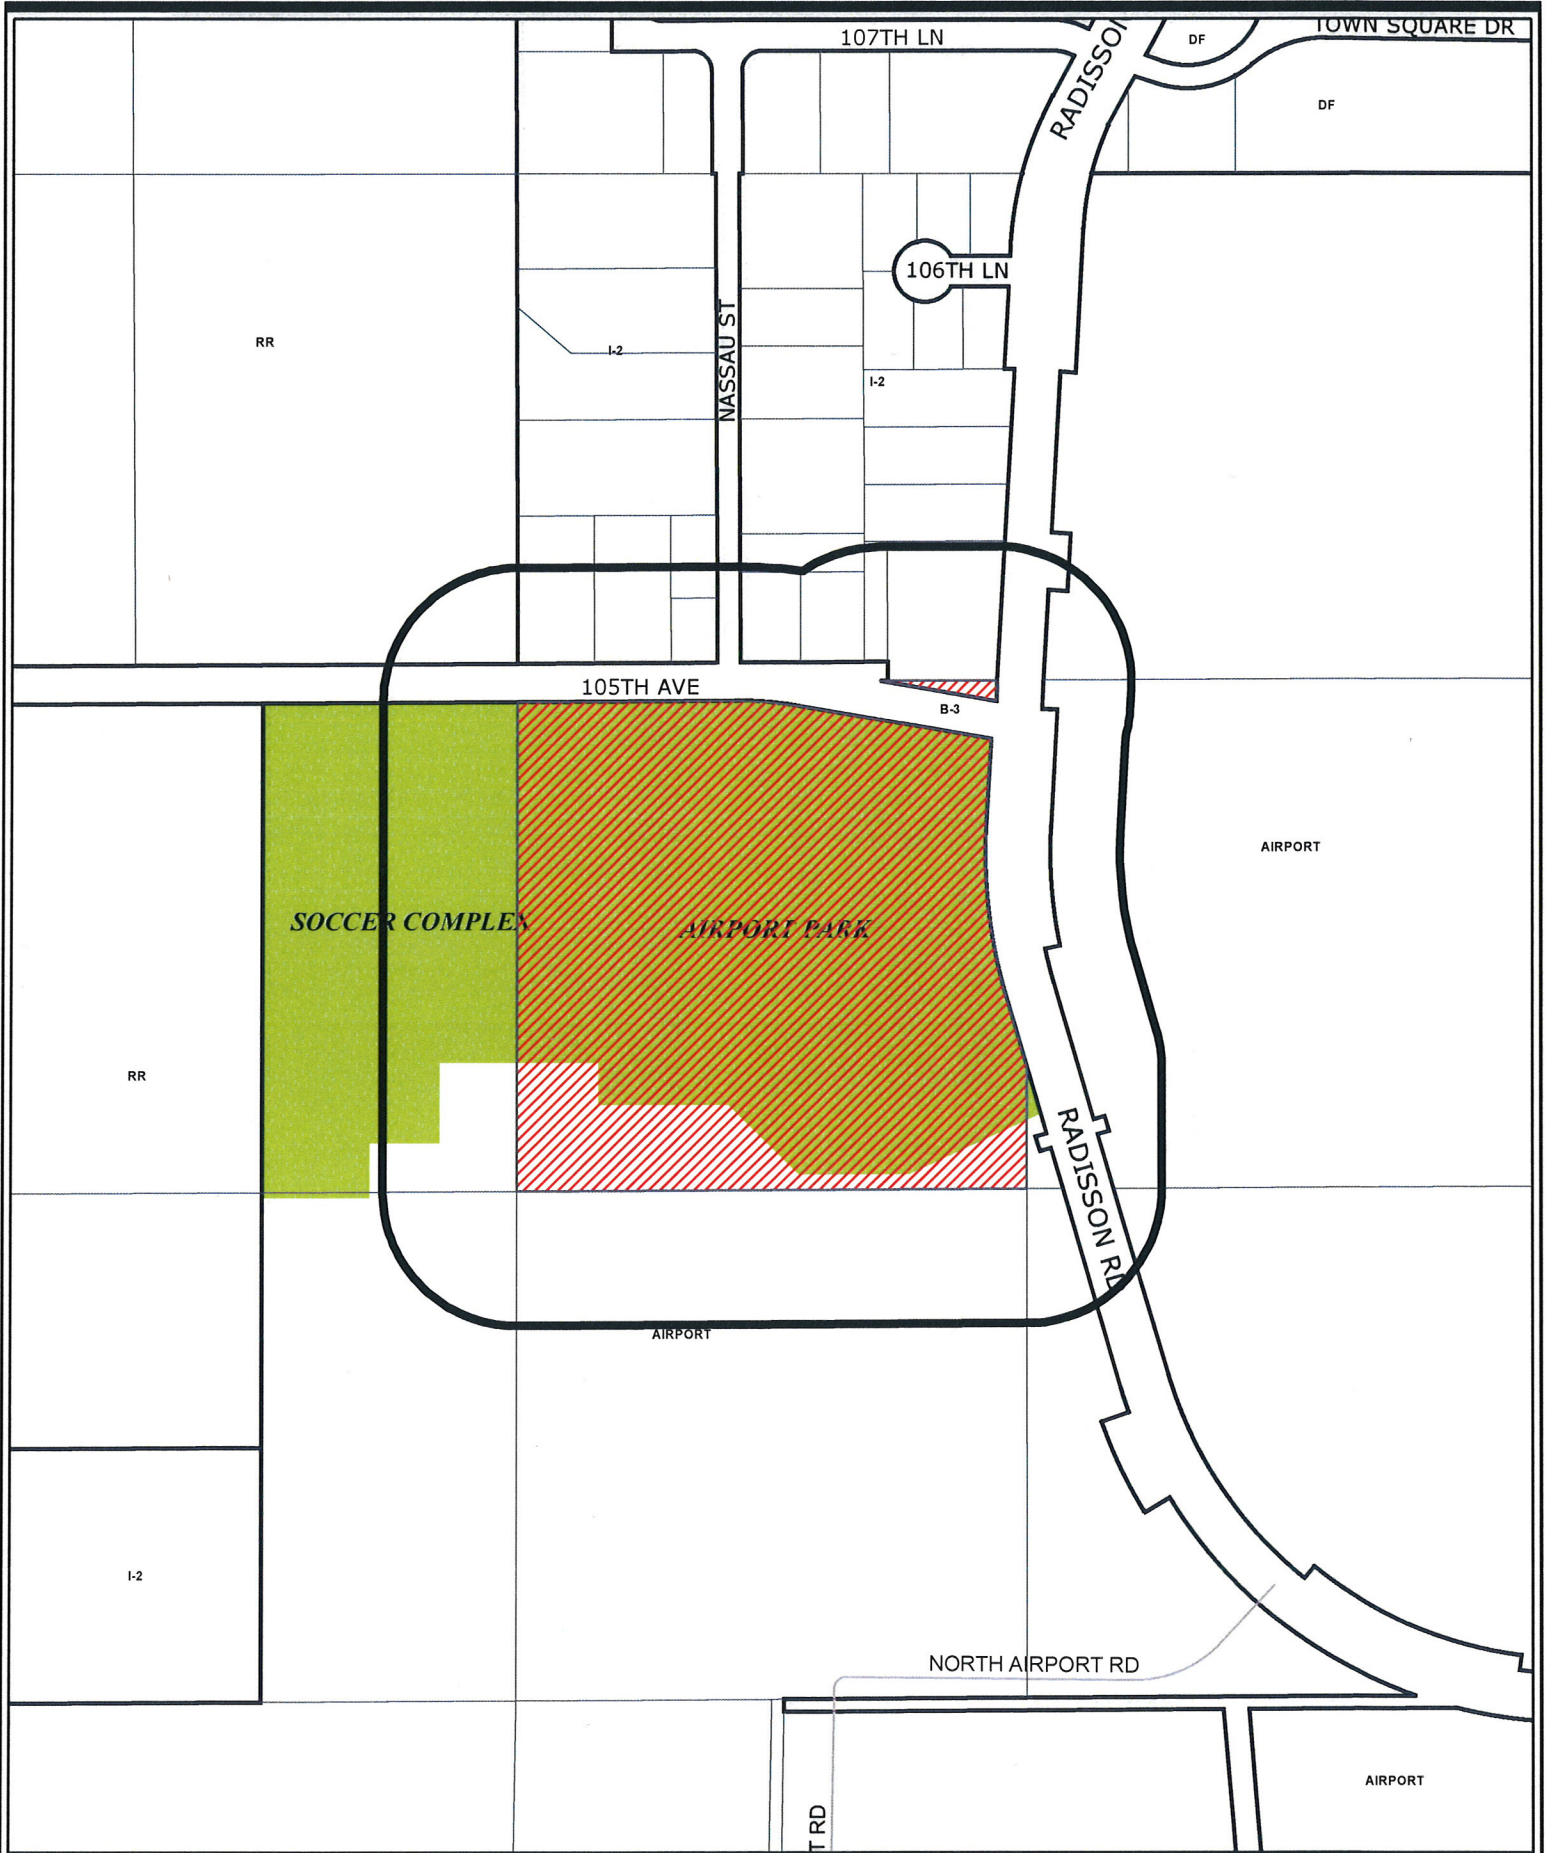 TOWN SQUARE DR
107TH LN
DF
RADISSON
DF
106TH LN
RR
I-2
NASSAU ST
I-2
105TH AVE
B-3
AIRPORT
SOCCER COMPLEX
AIRPORT PARK
RR
RADISSON RD
AIRPORT
I-2
NORTH AIRPORT RD
AIRPORT
T RD